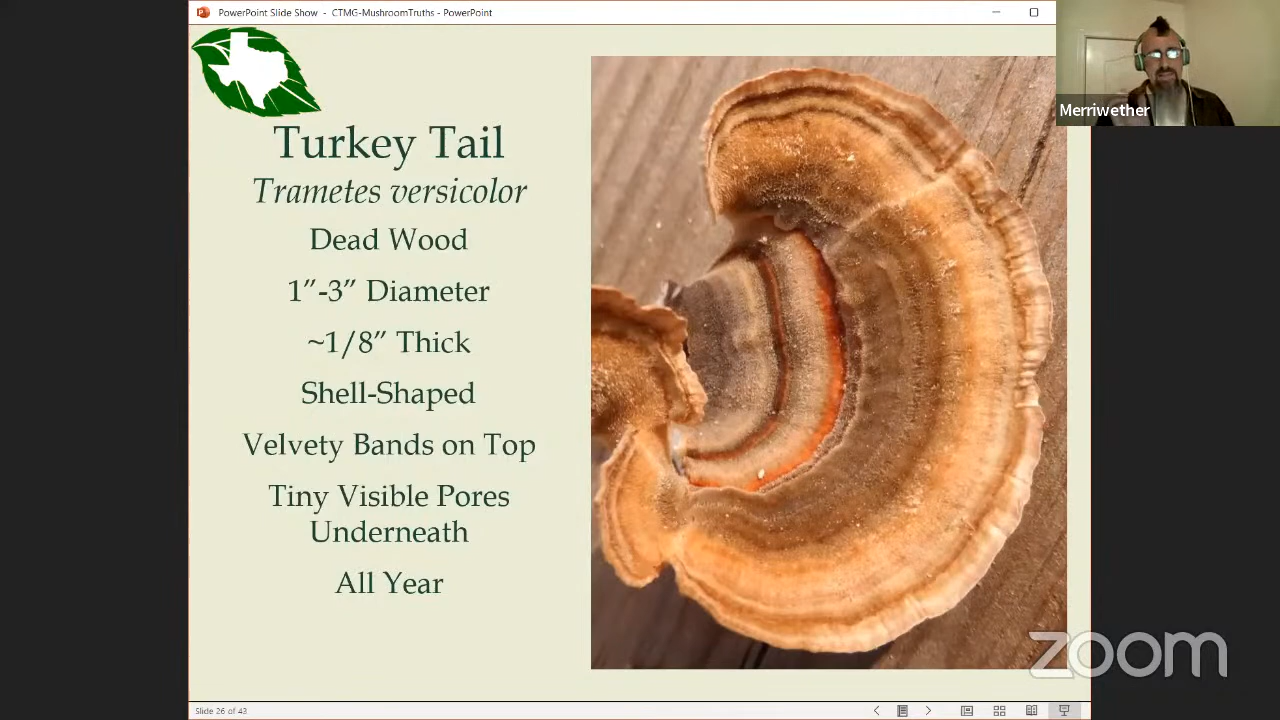 PowerPoint Slide Show - CTMG-MushroomTruths - PowerPoint
Merriwether
Turkey Tail
Trametes versicolor
Dead Wood
1”-3” Diameter
~1/8” Thick
Shell-Shaped
Velvety Bands on Top
Tiny Visible Pores
Underneath
All Year
zoom
Slide 26 of 43